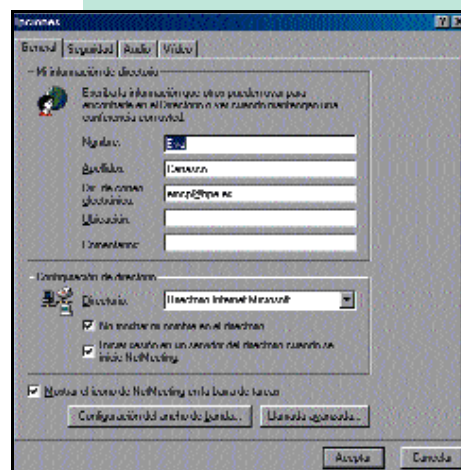 Opciones
General Seguridad Audio Vídeo
Mi información de directorio
Escriba la información que otros pueden usar para
encontrarle en el Directorio o ver cuando mantengan una
conferencia con usted.
Nombre: Eva
Apellidos:
Dir. de correo
electrónico:
Ubicación:
Comentarios:
Configuración de directorio
Directorio: Directorio Internet Microsoft
No mostrar mi nombre en el directorio
Iniciar sesión en un servidor del directorio cuando se
inicie NetMeeting.
Mostrar el icono de NetMeeting en la barra de tareas
Configuración del ancho de banda... Llamada avanzada...
Aceptar Cancelar